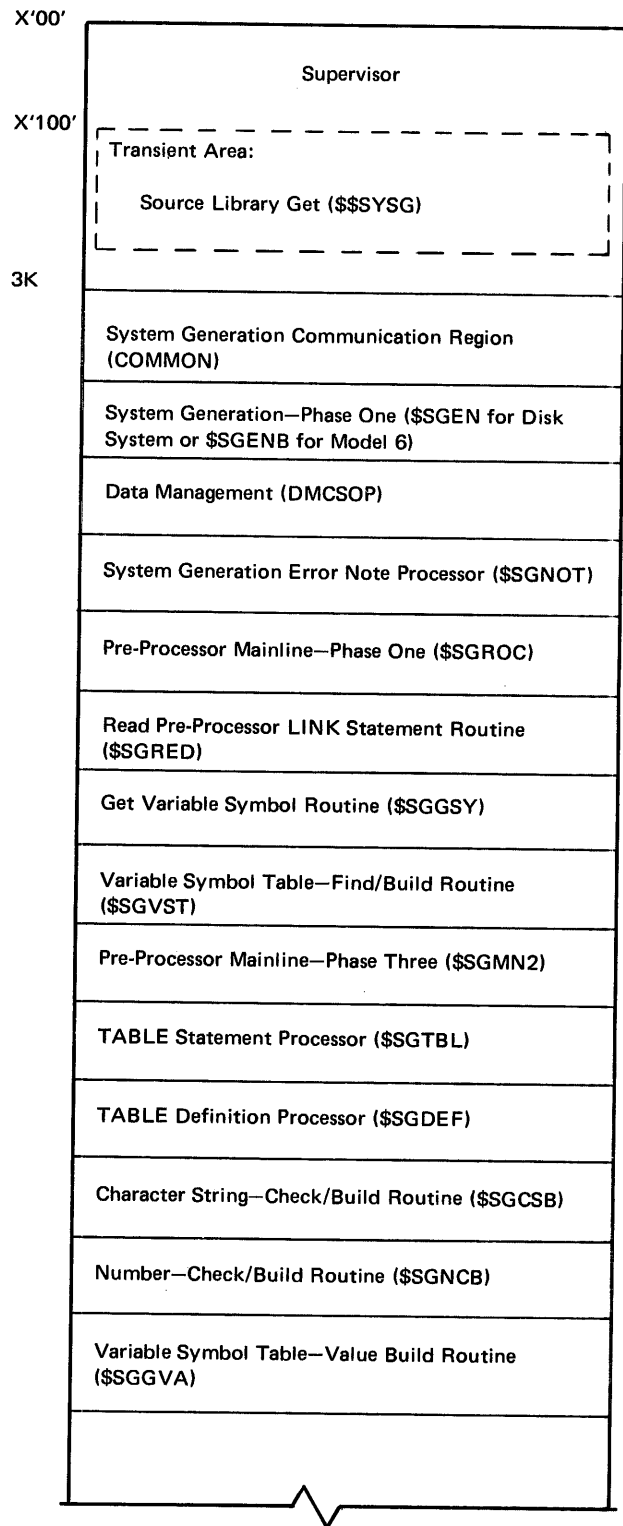 X'00'
Supervisor
X'100'
Transient Area:
Source Library Get ($$SYSG)
3K
System Generation Communication Region
(COMMON)
System Generation—Phase One ($SGEN for Disk
System or $SGENB for Model 6)
Data Management (DMCSOP)
System Generation Error Note Processor ($SGNOT)
Pre-Processor Mainline—Phase One ($SGROC)
Read Pre-Processor LINK Statement Routine
($SGRED)
Get Variable Symbol Routine ($SGGSY)
Variable Symbol Table—Find/Build Routine
($SGVST)
Pre-Processor Mainline—Phase Three ($SGMN2)
TABLE Statement Processor ($SGTBL)
TABLE Definition Processor ($SGDEF)
Character String—Check/Build Routine ($SGCSB)
Number—Check/Build Routine ($SGNCB)
Variable Symbol Table—Value Build Routine
($SGGVA)